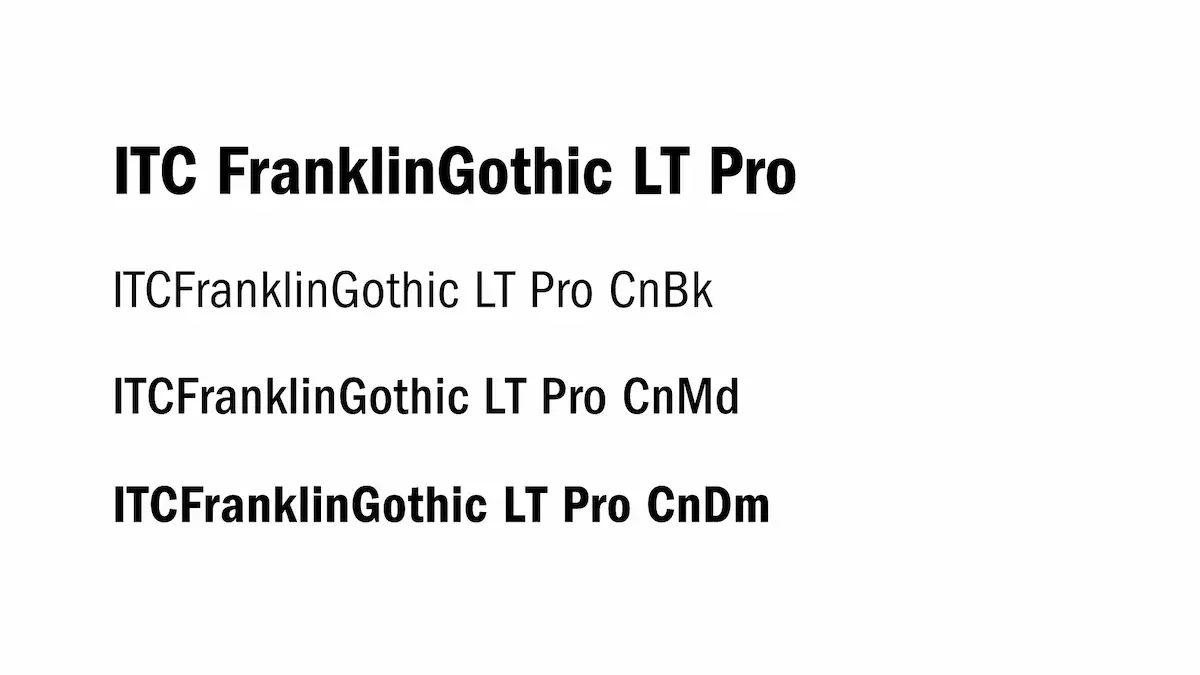 ITC FranklinGothic LT Pro
ITCFranklinGothic LT Pro CnBk
ITCFranklinGothic LT Pro CnMd
ITCFranklinGothic LT Pro CnDm